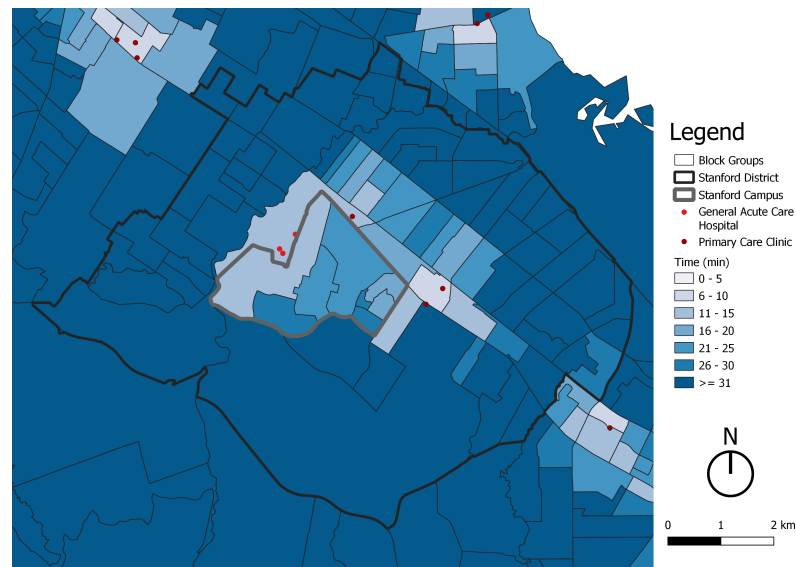 Legend
Block Groups
Stanford District
Stanford Campus
General Acute Care
Hospital
Primary Care Clinic
Time (min)
0 - 5
6 - 10
11 - 15
16 - 20
21 - 25
26 - 30
>= 31
N
0 1 2 km